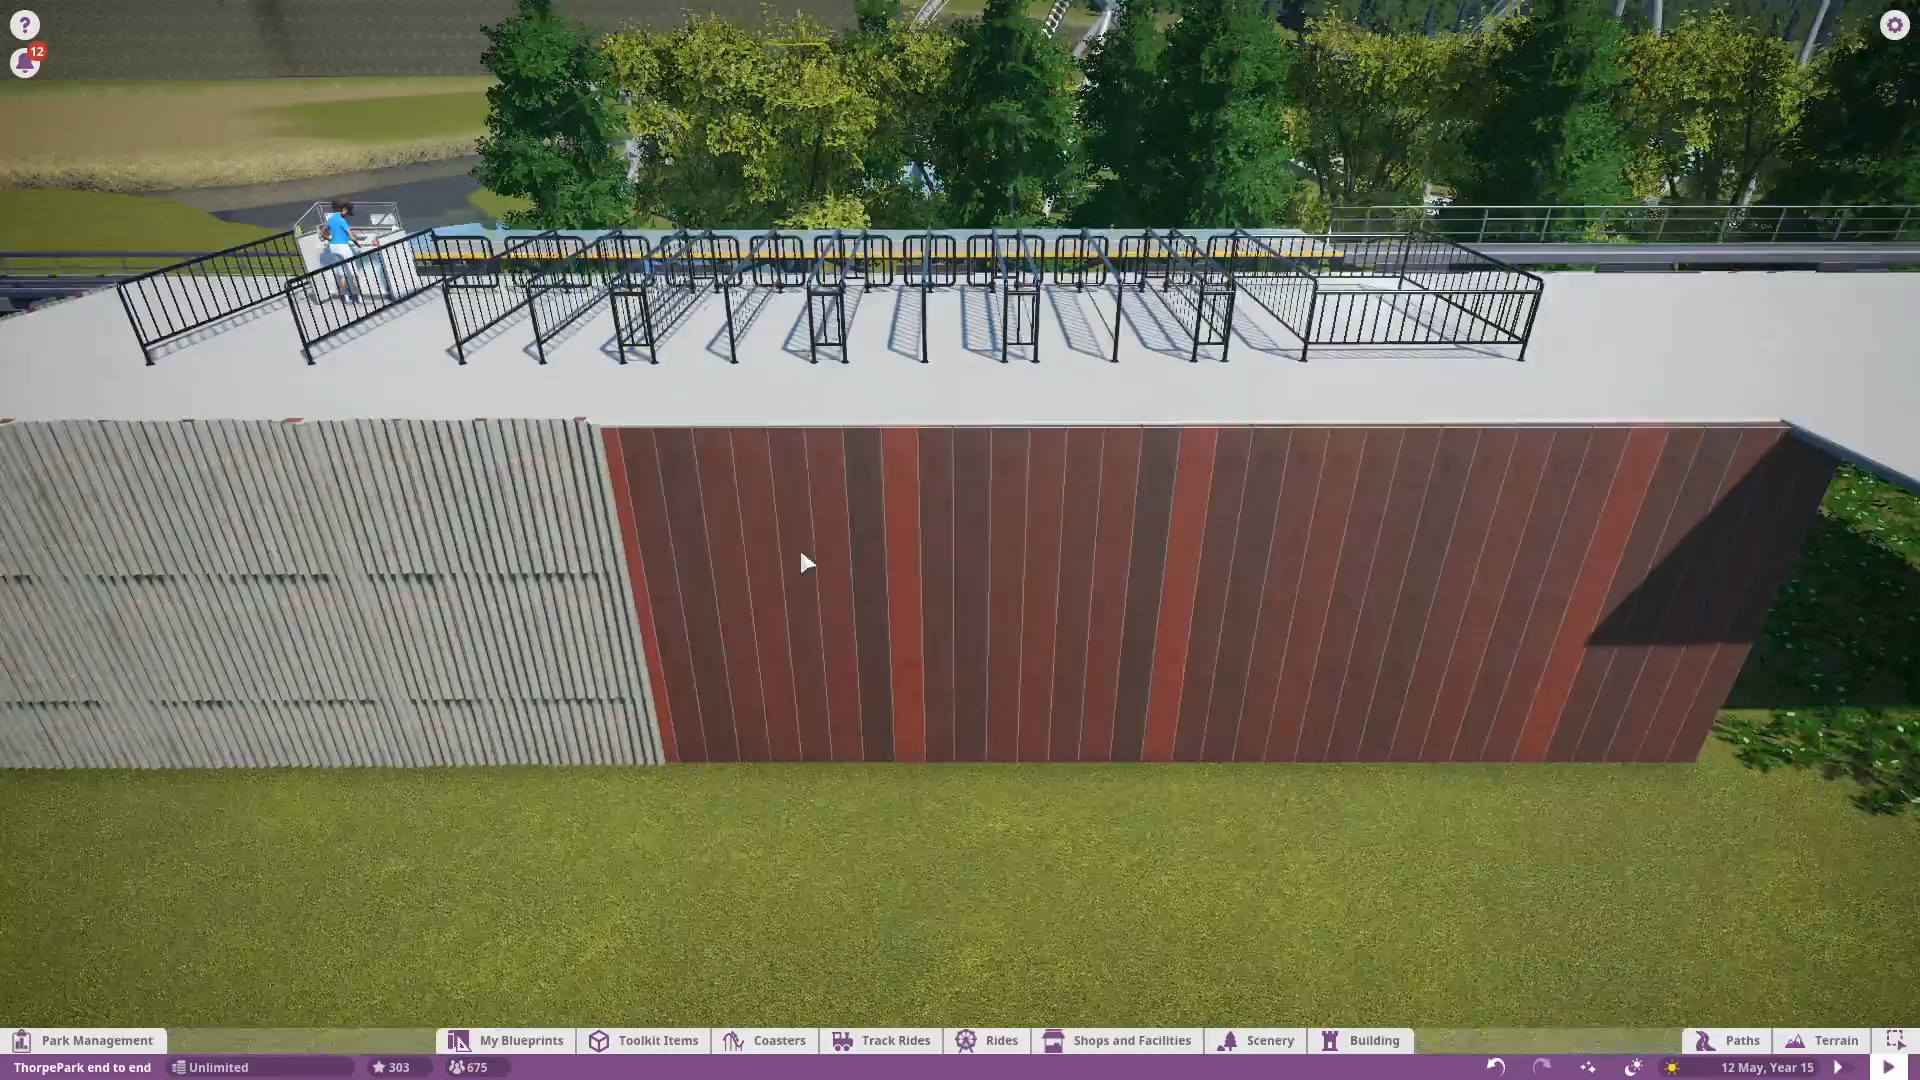 ?
12
Park Management
My Blueprints
Toolkit Items
Coasters
Track Rides
Rides
Shops and Facilities
Scenery
Building
Paths
Terrain
ThorpePark end to end
Unlimited
303
675
12 May, Year 15